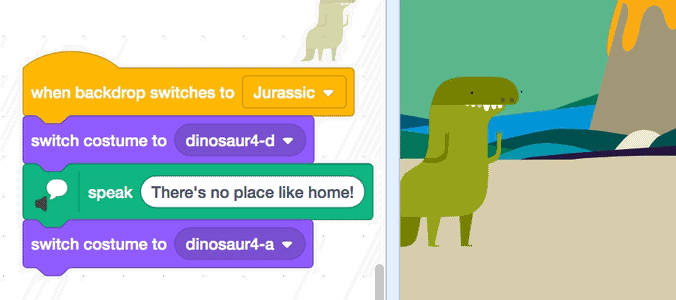 when backdrop switches to Jurassic
switch costume to dinosaur4-d
speak There's no place like home!
switch costume to dinosaur4-a